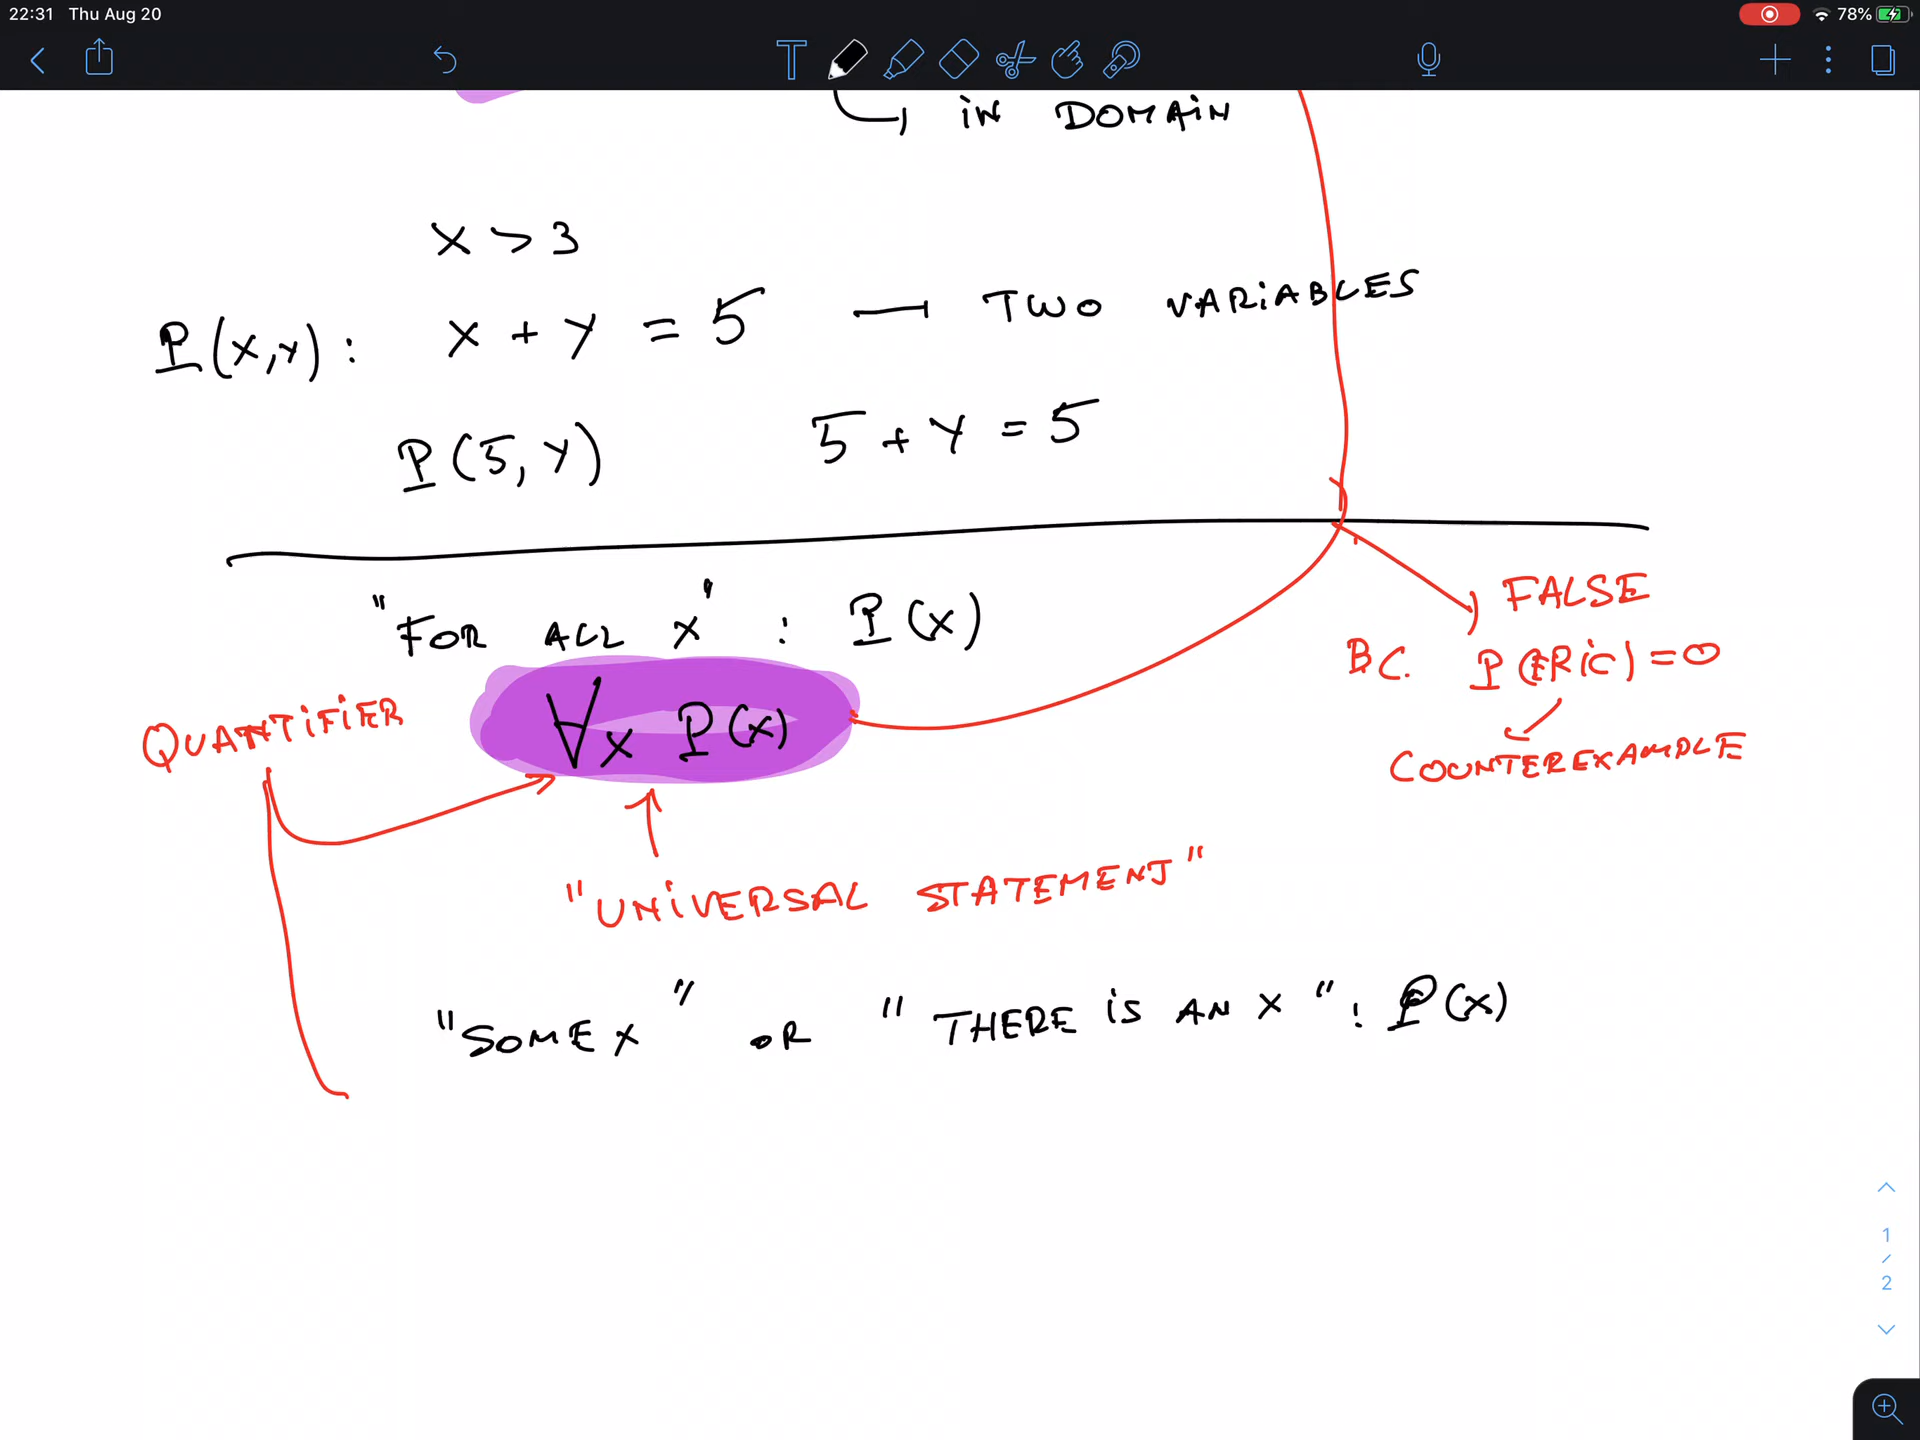 22:31 Thu Aug 20
78%
T
IN DOMAIN
X > 3
P(X,Y): X + Y = 5 — TWO VARIABLES
P(5, Y) 5 + Y = 5
"FOR ALL X" : P(X)
FALSE
B.C. P(ERIC) = 0
COUNTEREXAMPLE
QUANTIFIER
∀x P(x)
"UNIVERSAL STATEMENT"
"SOME X" OR "THERE IS AN X": P(X)
1
/
2